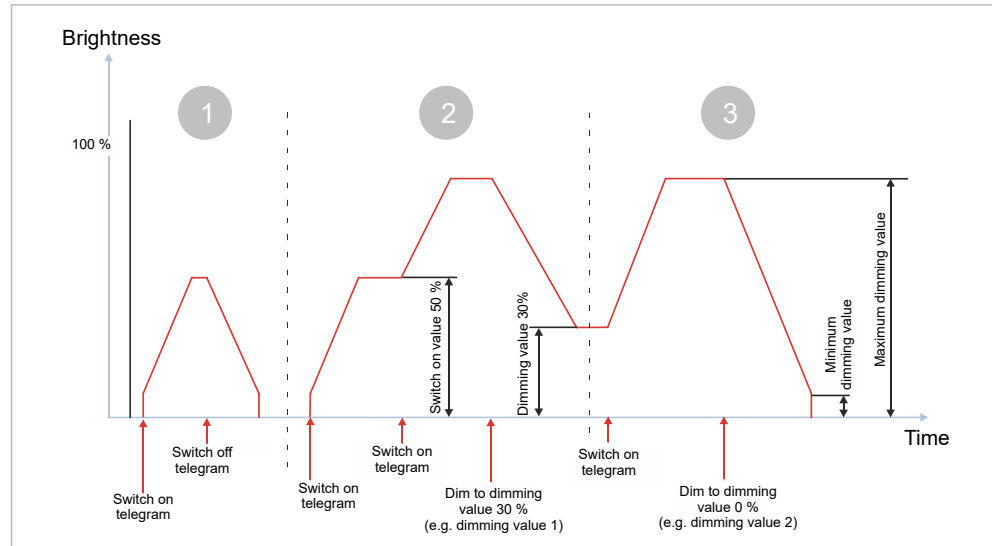 Brightness
1
2
3
100 %
Switch on value 50 %
Dimming value 30%
Minimum
dimming value
Maximum dimming value
Time
Switch on
telegram
Switch off
telegram
Switch on
telegram
Switch on
telegram
Dim to dimming
value 30 %
(e.g. dimming value 1)
Switch on
telegram
Dim to dimming
value 0 %
(e.g. dimming value 2)